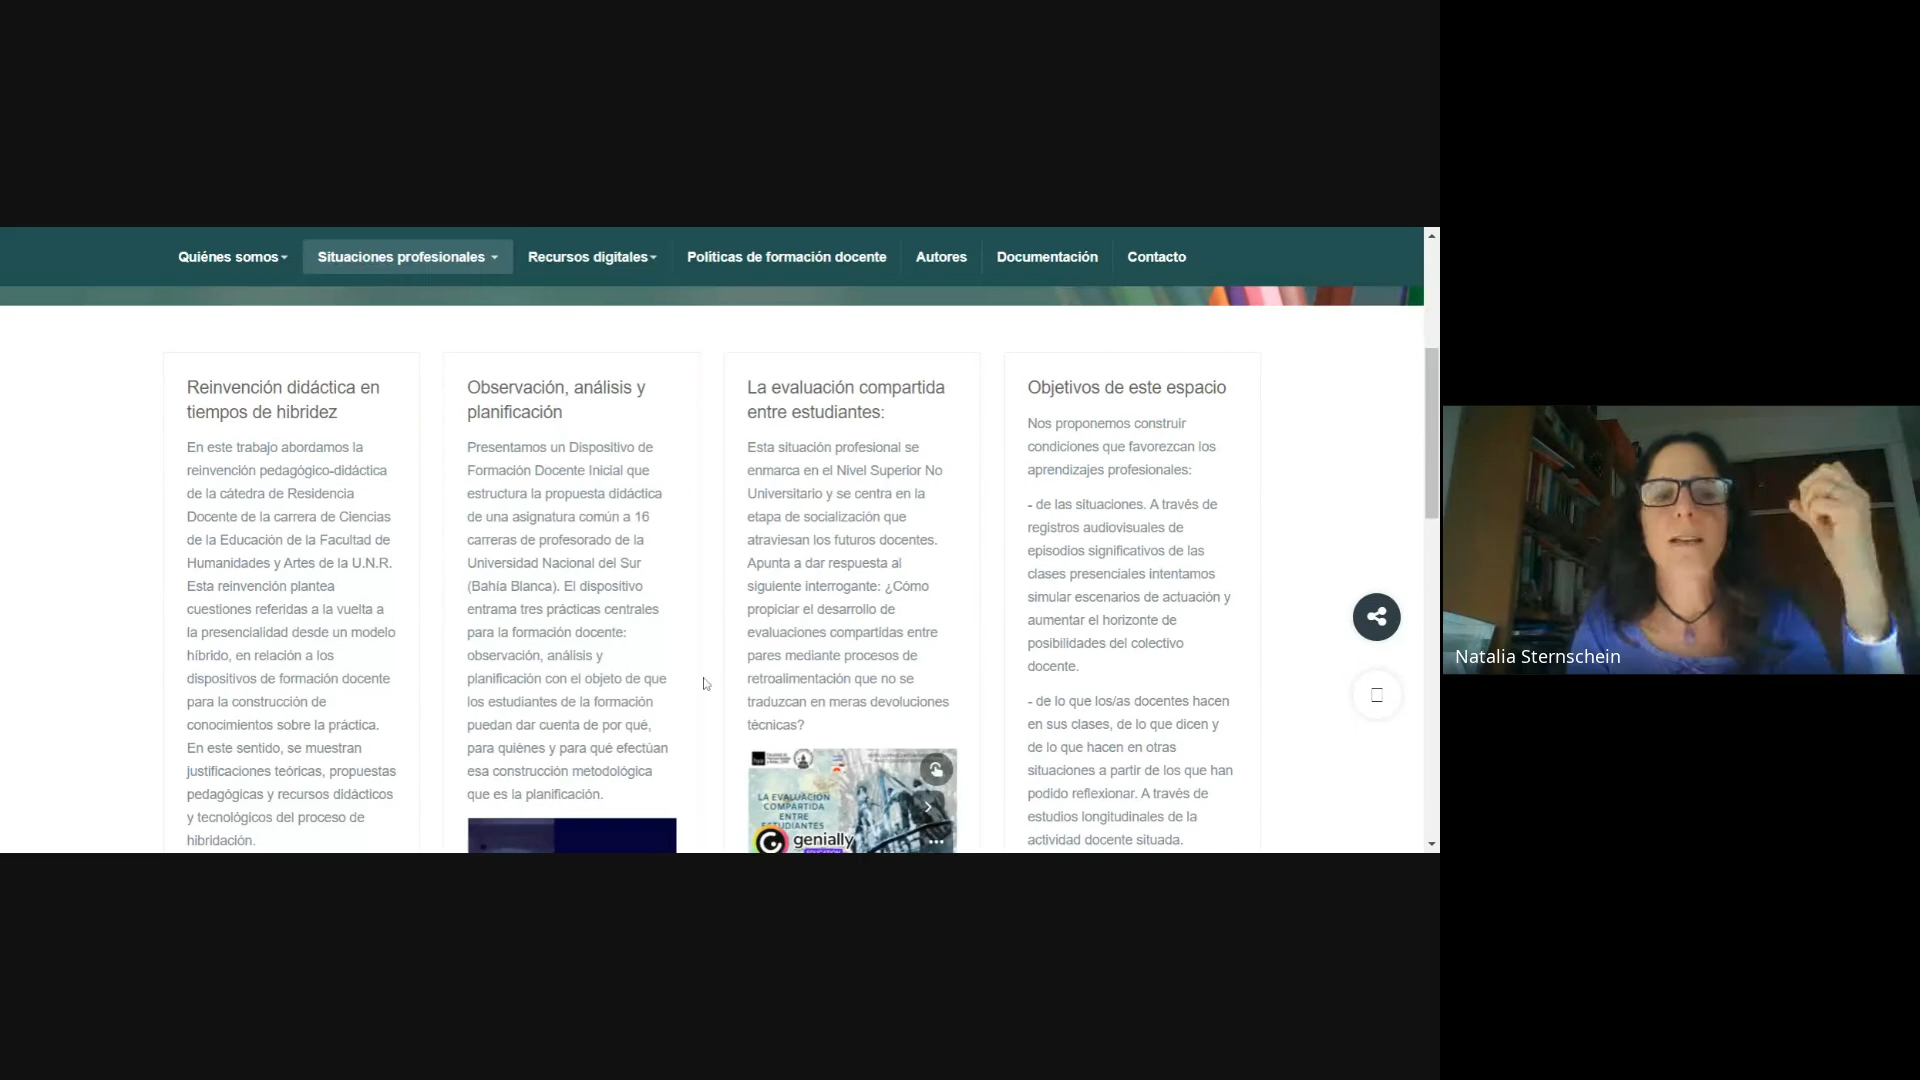 Quiénes somos
Situaciones profesionales
Recursos digitales
Políticas de formación docente
Autores
Documentación
Contacto
Reinvención didáctica en
tiempos de hibridez
En este trabajo abordamos la
reinvención pedagógico-didáctica
de la cátedra de Residencia
Docente de la carrera de Ciencias
de la Educación de la Facultad de
Humanidades y Artes de la U.N.R.
Esta reinvención plantea
cuestiones referidas a la vuelta a
la presencialidad desde un modelo
híbrido, en relación a los
dispositivos de formación docente
para la construcción de
conocimientos sobre la práctica.
En este sentido, se muestran
justificaciones teóricas, propuestas
pedagógicas y recursos didácticos
y tecnológicos del proceso de
hibridación.
Observación, análisis y
planificación
Presentamos un Dispositivo de
Formación Docente Inicial que
estructura la propuesta didáctica
de una asignatura común a 16
carreras de profesorado de la
Universidad Nacional del Sur
(Bahía Blanca). El dispositivo
entrama tres prácticas centrales
para la formación docente:
observación, análisis y
planificación con el objeto de que
los estudiantes de la formación
puedan dar cuenta de por qué,
para quiénes y para qué efectúan
esa construcción metodológica
que es la planificación.
La evaluación compartida
entre estudiantes:
Esta situación profesional se
enmarca en el Nivel Superior No
Universitario y se centra en la
etapa de socialización que
atraviesan los futuros docentes.
Apunta a dar respuesta al
siguiente interrogante: ¿Cómo
propiciar el desarrollo de
evaluaciones compartidas entre
pares mediante procesos de
retroalimentación que no se
traduzcan en meras devoluciones
técnicas?
LA EVALUACIÓN
COMPARTIDA
ENTRE
ESTUDIANTES
genially
Objetivos de este espacio
Nos proponemos construir
condiciones que favorezcan los
aprendizajes profesionales:
- de las situaciones. A través de
registros audiovisuales de
episodios significativos de las
clases presenciales intentamos
simular escenarios de actuación y
aumentar el horizonte de
posibilidades del colectivo
docente.
- de lo que los/as docentes hacen
en sus clases, de lo que dicen y
de lo que hacen en otras
situaciones a partir de los que han
podido reflexionar. A través de
estudios longitudinales de la
actividad docente situada.
Natalia Sternschein